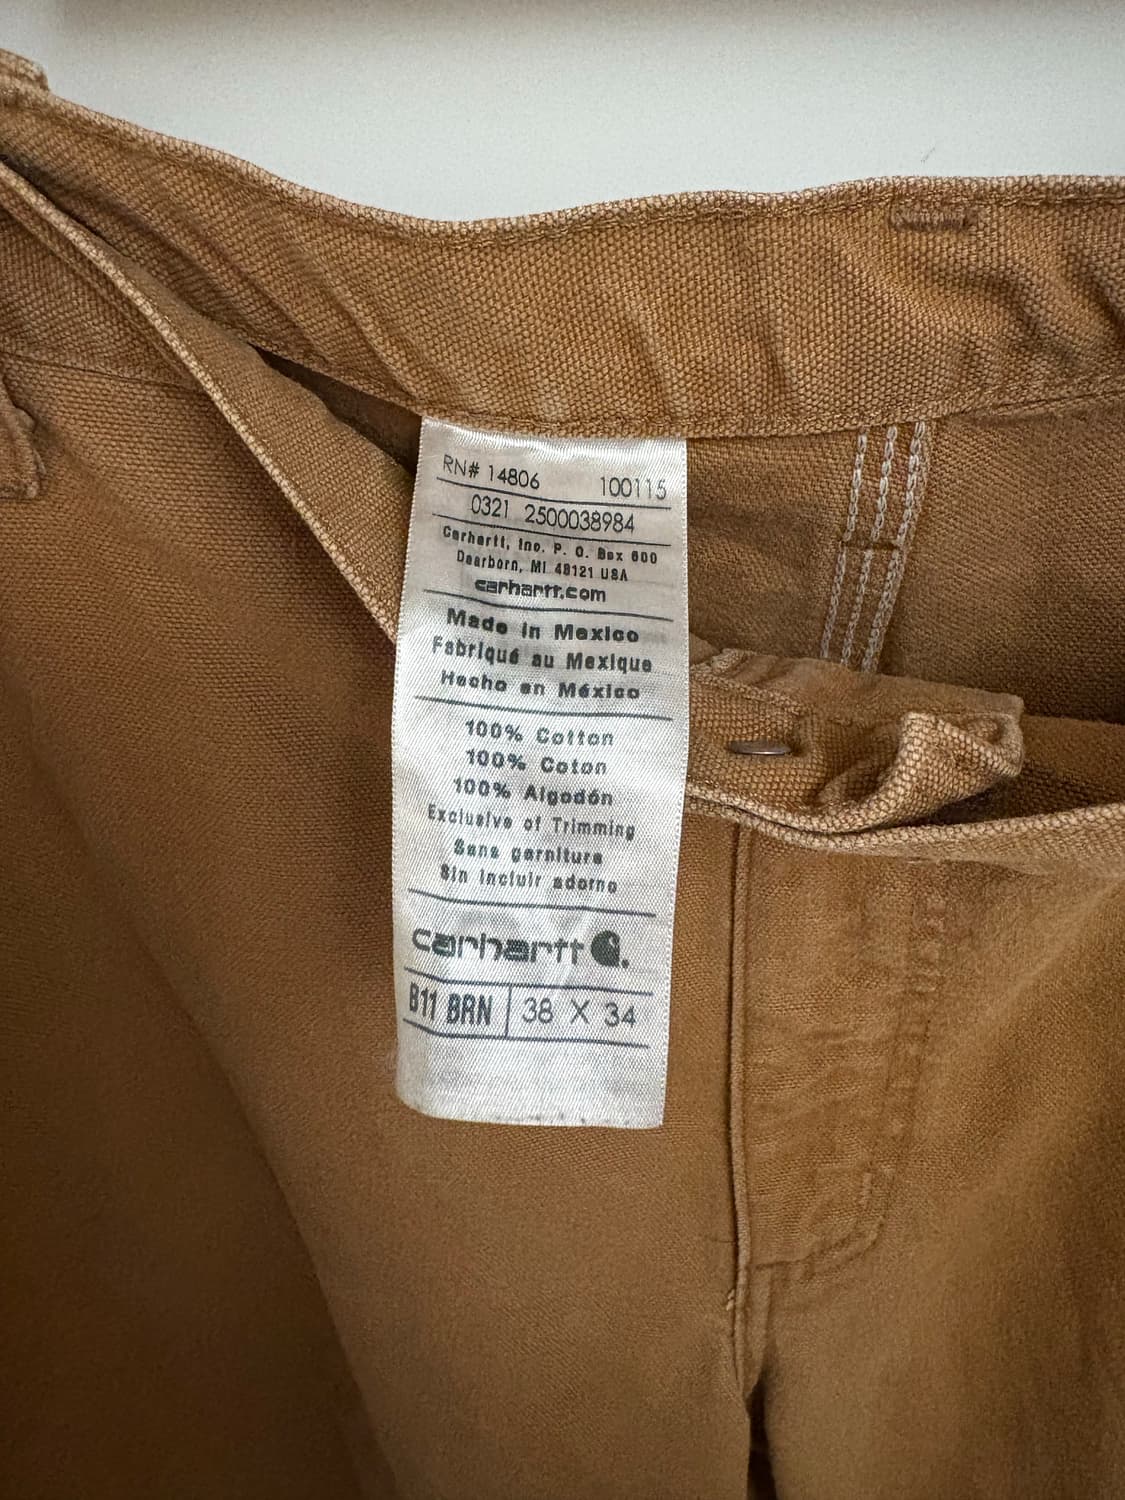 RN# 14806 100115
0321 2500038984
Carhartt, Inc. P. O. Box 600
Dearborn, MI 48121 USA
carhartt.com
Made in Mexico
Fabriqué au Mexique
Hecho en México
100% Cotton
100% Coton
100% Algodón
Exclusive of Trimming
Sans garniture
Sin incluir adorno
carhartt
B11 BRN 38 X 34